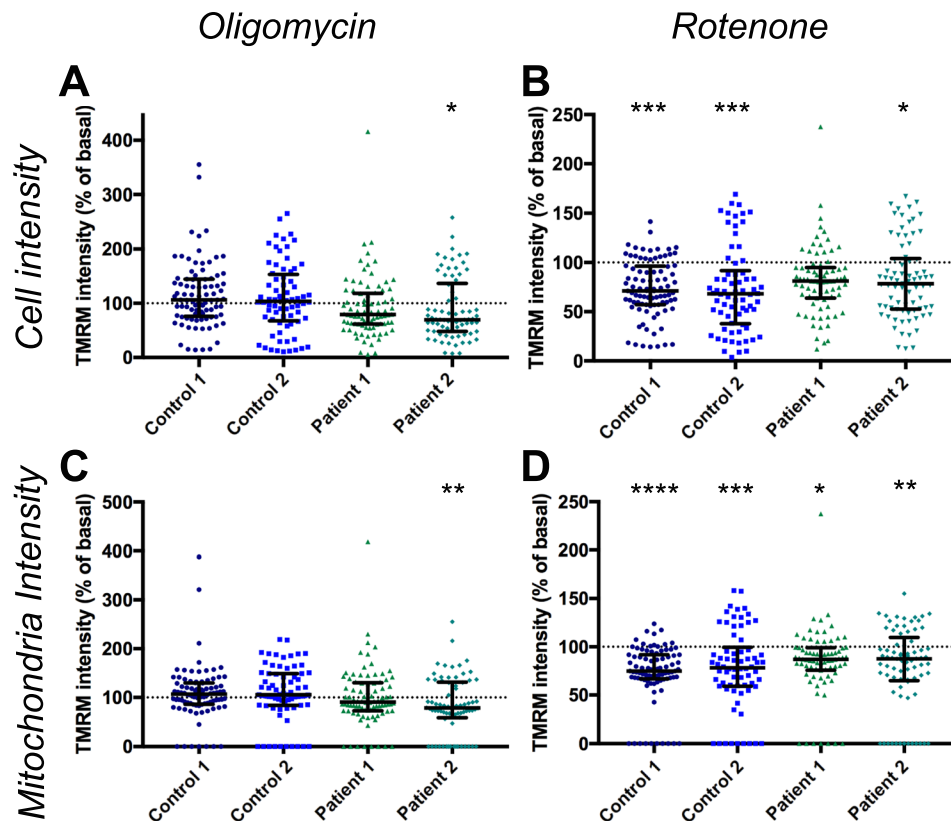 Oligomycin
Rotenone
Cell intensity
Mitochondria Intensity
A
*
TMRM intensity (% of basal)
400
300
200
100
0
Control 1
Control 2
Patient 1
Patient 2
B
*** *** *
TMRM intensity (% of basal)
250
200
150
100
50
0
Control 1
Control 2
Patient 1
Patient 2
C
**
TMRM intensity (% of basal)
500
400
300
200
100
0
Control 1
Control 2
Patient 1
Patient 2
D
**** *** * **
TMRM intensity (% of basal)
250
200
150
100
50
0
Control 1
Control 2
Patient 1
Patient 2